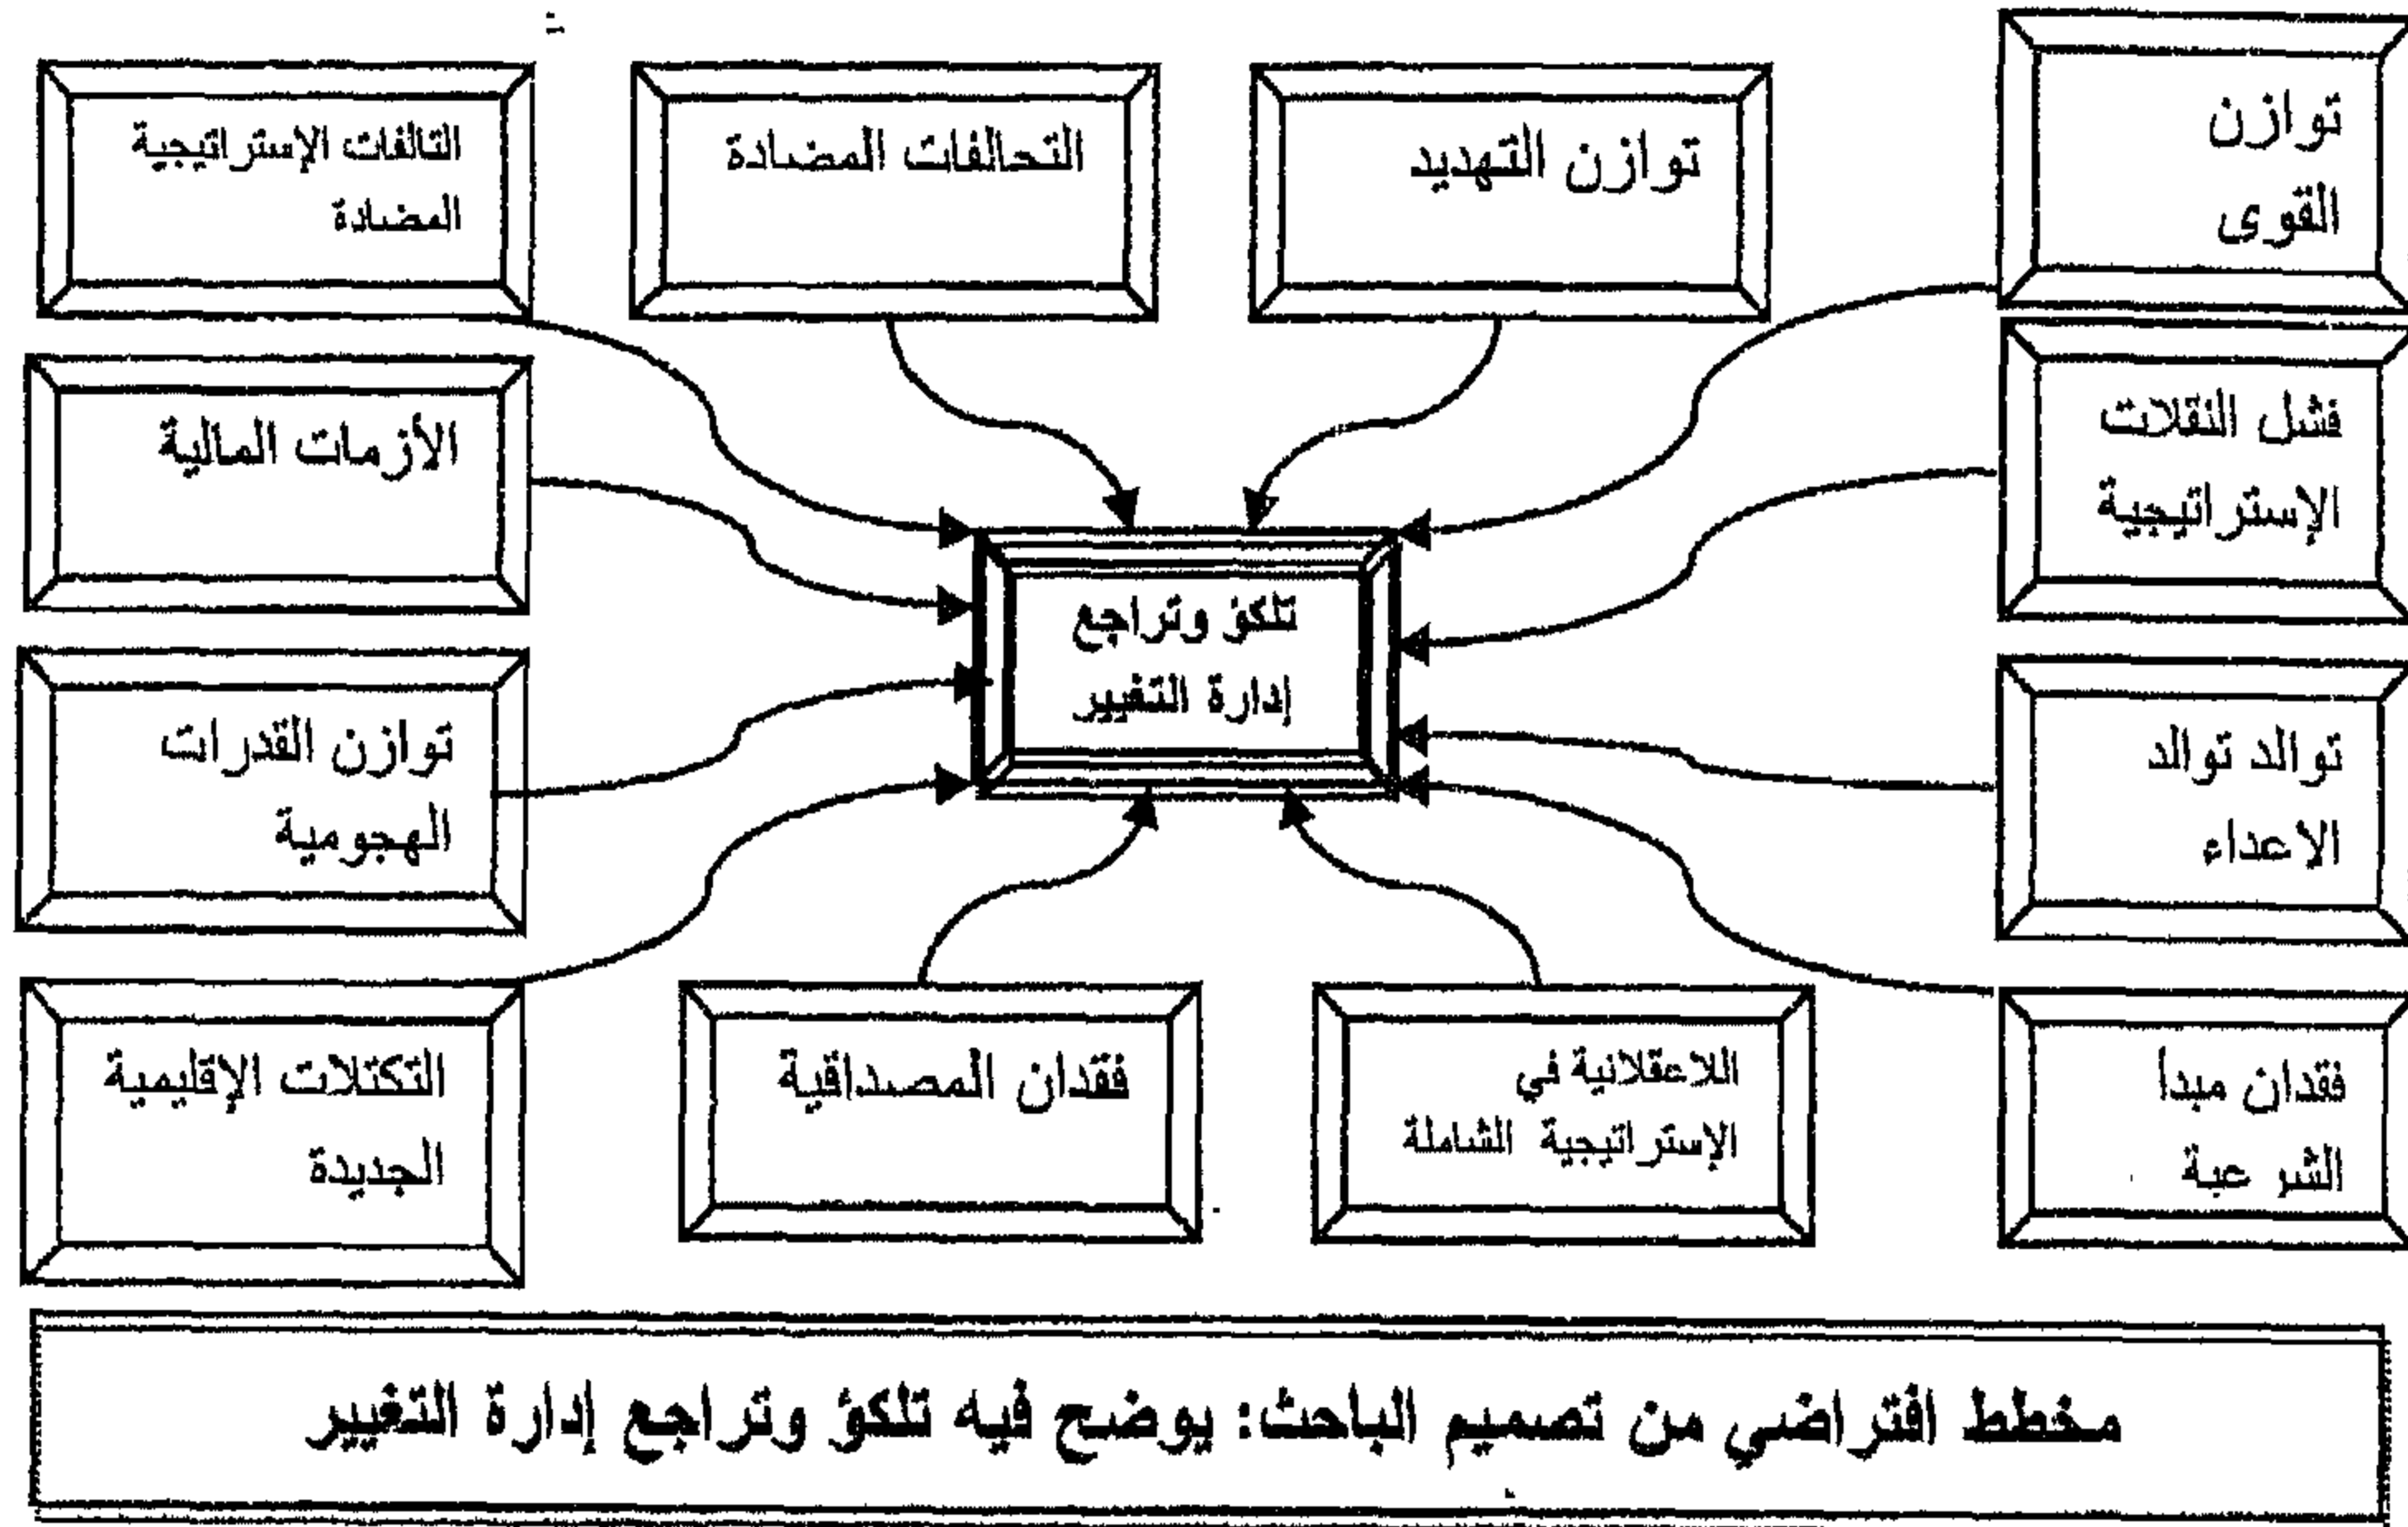 توازن
القوى
توازن التهديد
التحالفات المضادة
التالفات الإستراتيجية
المضادة
فشل النقلات
الإستراتيجية
الأزمات المالية
تلكؤ وتراجع
إدارة التغيير
توالد توالد
الاعداء
توازن القدرات
الهجومية
فقدان مبدا
الشرعية
اللاعقلانية في
الإستراتيجية الشاملة
فقدان المصداقية
التكتلات الإقليمية
الجديدة
مخطط افتراضي من تصميم الباحث: يوضح فيه تلكؤ وتراجع إدارة التغيير